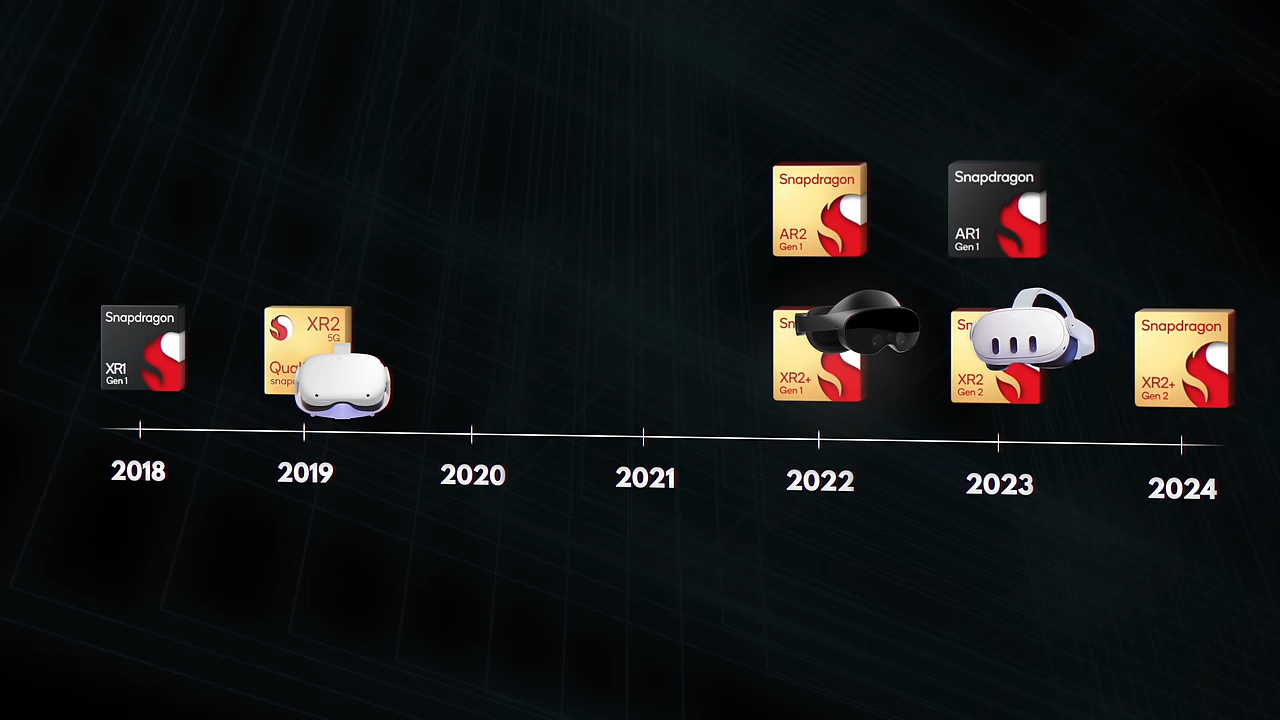 Snapdragon
AR2
Gen 1
Snapdragon
AR1
Gen 1
Snapdragon
XR1
Gen 1
XR2
5G
XR2+
Gen 1
XR2
Gen 2
Snapdragon
XR2+
Gen 2
2018
2019
2020
2021
2022
2023
2024